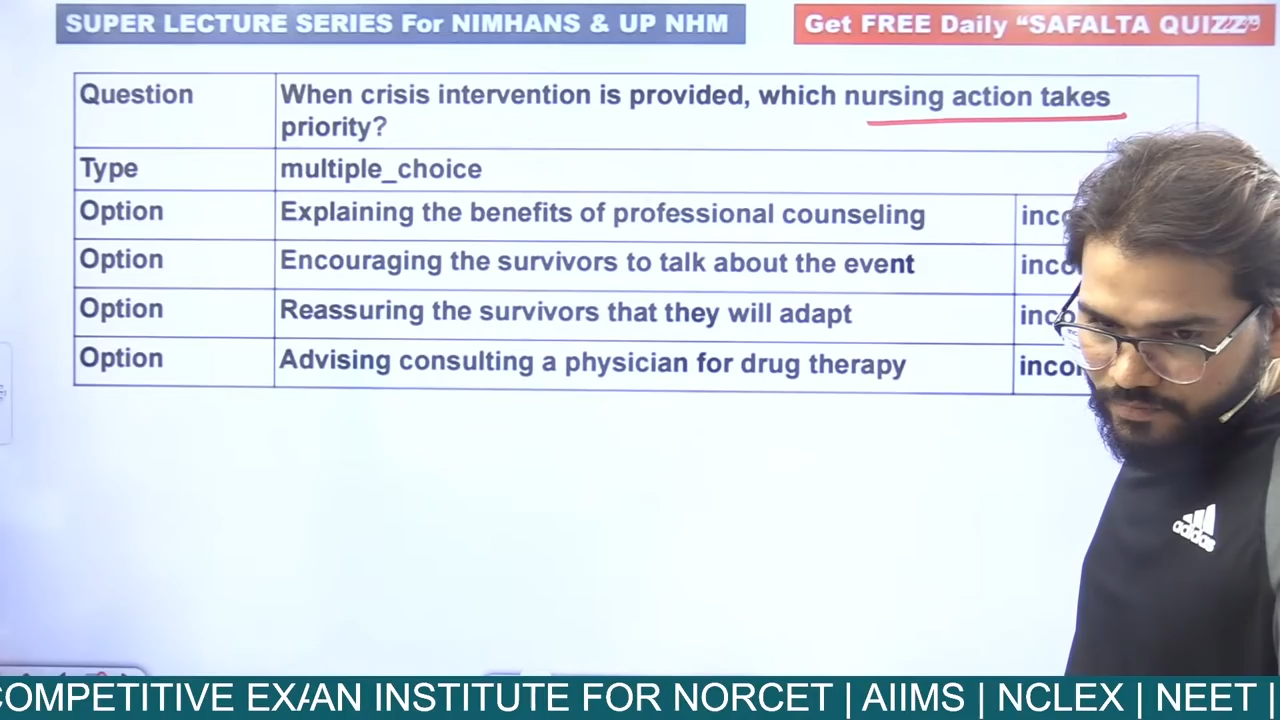 SUPER LECTURE SERIES For NIMHANS & UP NHM
Get FREE Daily “SAFALTA
Question When crisis intervention is provided, which nursing action takes
priority?
Type multiple_choice
Option Explaining the benefits of professional counseling
Option Encouraging the survivors to talk about the event
Option Reassuring the survivors that they will adapt
Option Advising consulting a physician for drug therapy
adidas
AN INSTITUTE FOR NORCET | AIIMS | NCLEX | NEET |